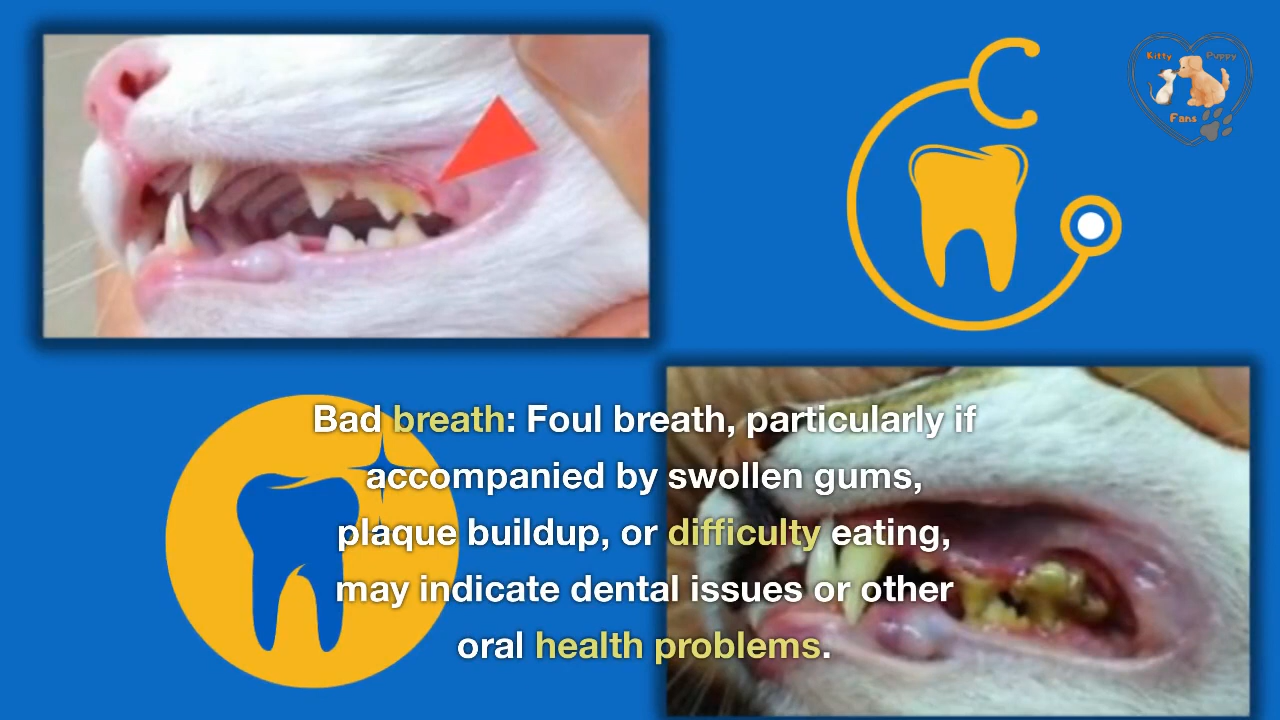 Kitty Puppy
Fans
Bad breath: Foul breath, particularly if
accompanied by swollen gums,
plaque buildup, or difficulty eating,
may indicate dental issues or other
oral health problems.